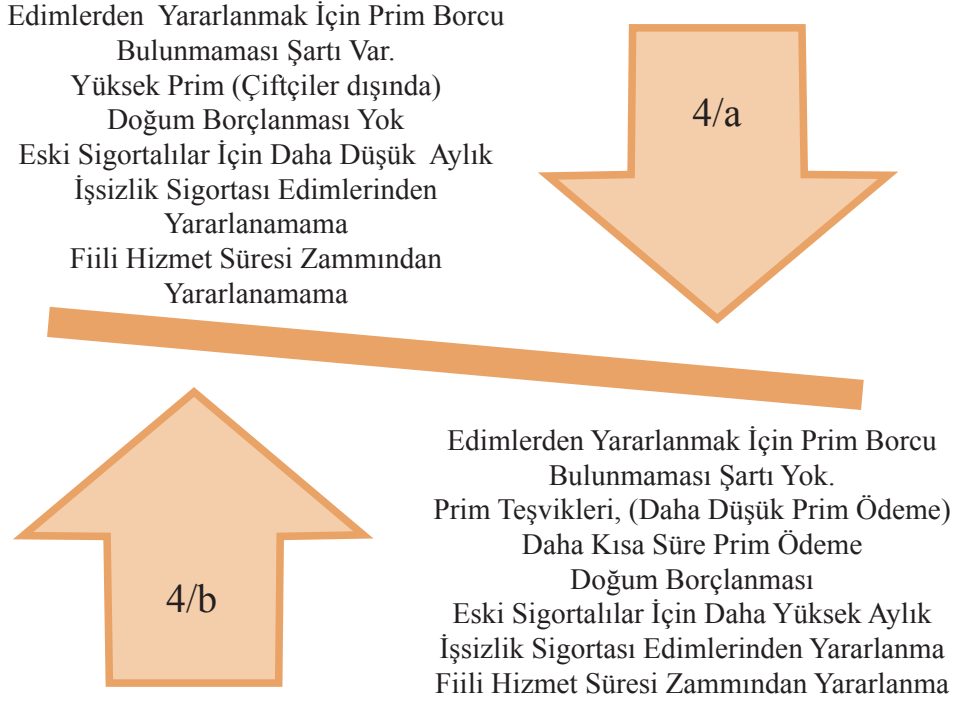 Edimlerden Yararlanmak İçin Prim Borcu
Bulunmaması Şartı Var.
Yüksek Prim (Çiftçiler dışında)
Doğum Borçlanması Yok
Eski Sigortalılar İçin Daha Düşük Aylık
İşsizlik Sigortası Edimlerinden
Yararlanamama
Fiili Hizmet Süresi Zammından
Yararlanamama
4/a
4/b
Edimlerden Yararlanmak İçin Prim Borcu
Bulunmaması Şartı Yok.
Prim Teşvikleri, (Daha Düşük Prim Ödeme)
Daha Kısa Süre Prim Ödeme
Doğum Borçlanması
Eski Sigortalılar İçin Daha Yüksek Aylık
İşsizlik Sigortası Edimlerinden Yararlanma
Fiili Hizmet Süresi Zammından Yararlanma